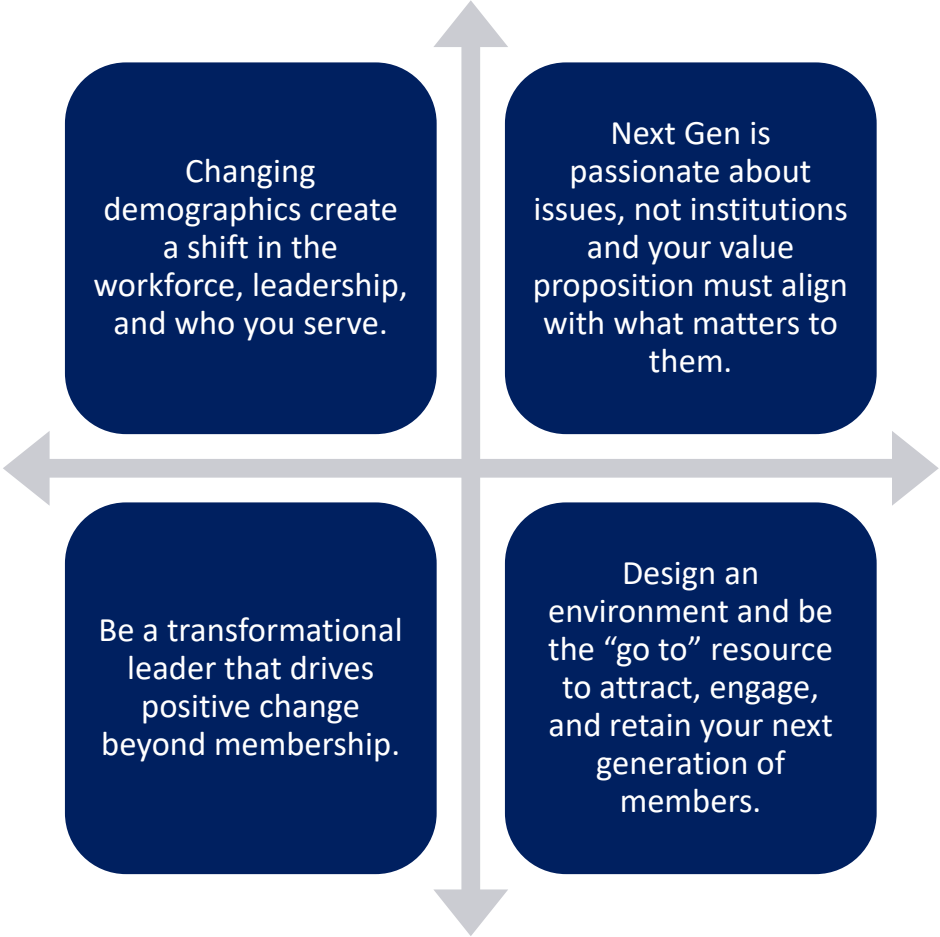 Changing
demographics create
a shift in the
workforce, leadership,
and who you serve.
Next Gen is
passionate about
issues, not institutions
and your value
proposition must align
with what matters to
them.
Be a transformational
leader that drives
positive change
beyond membership.
Design an
environment and be
the “go to” resource
to attract, engage,
and retain your next
generation of
members.